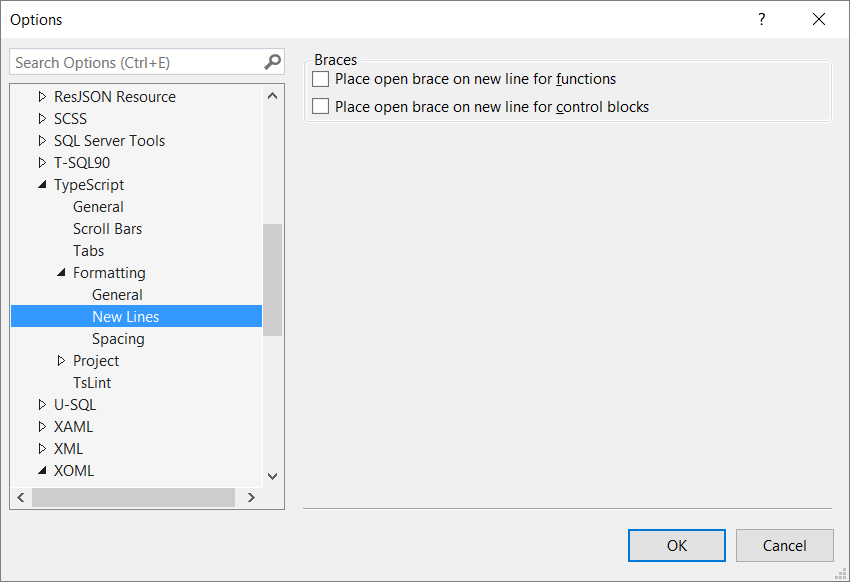 Options
?
Search Options (Ctrl+E)
ResJSON Resource
SCSS
SQL Server Tools
T-SQL90
TypeScript
General
Scroll Bars
Tabs
Formatting
General
New Lines
Spacing
Project
TsLint
U-SQL
XAML
XML
XOML
Braces
Place open brace on new line for functions
Place open brace on new line for control blocks
OK
Cancel